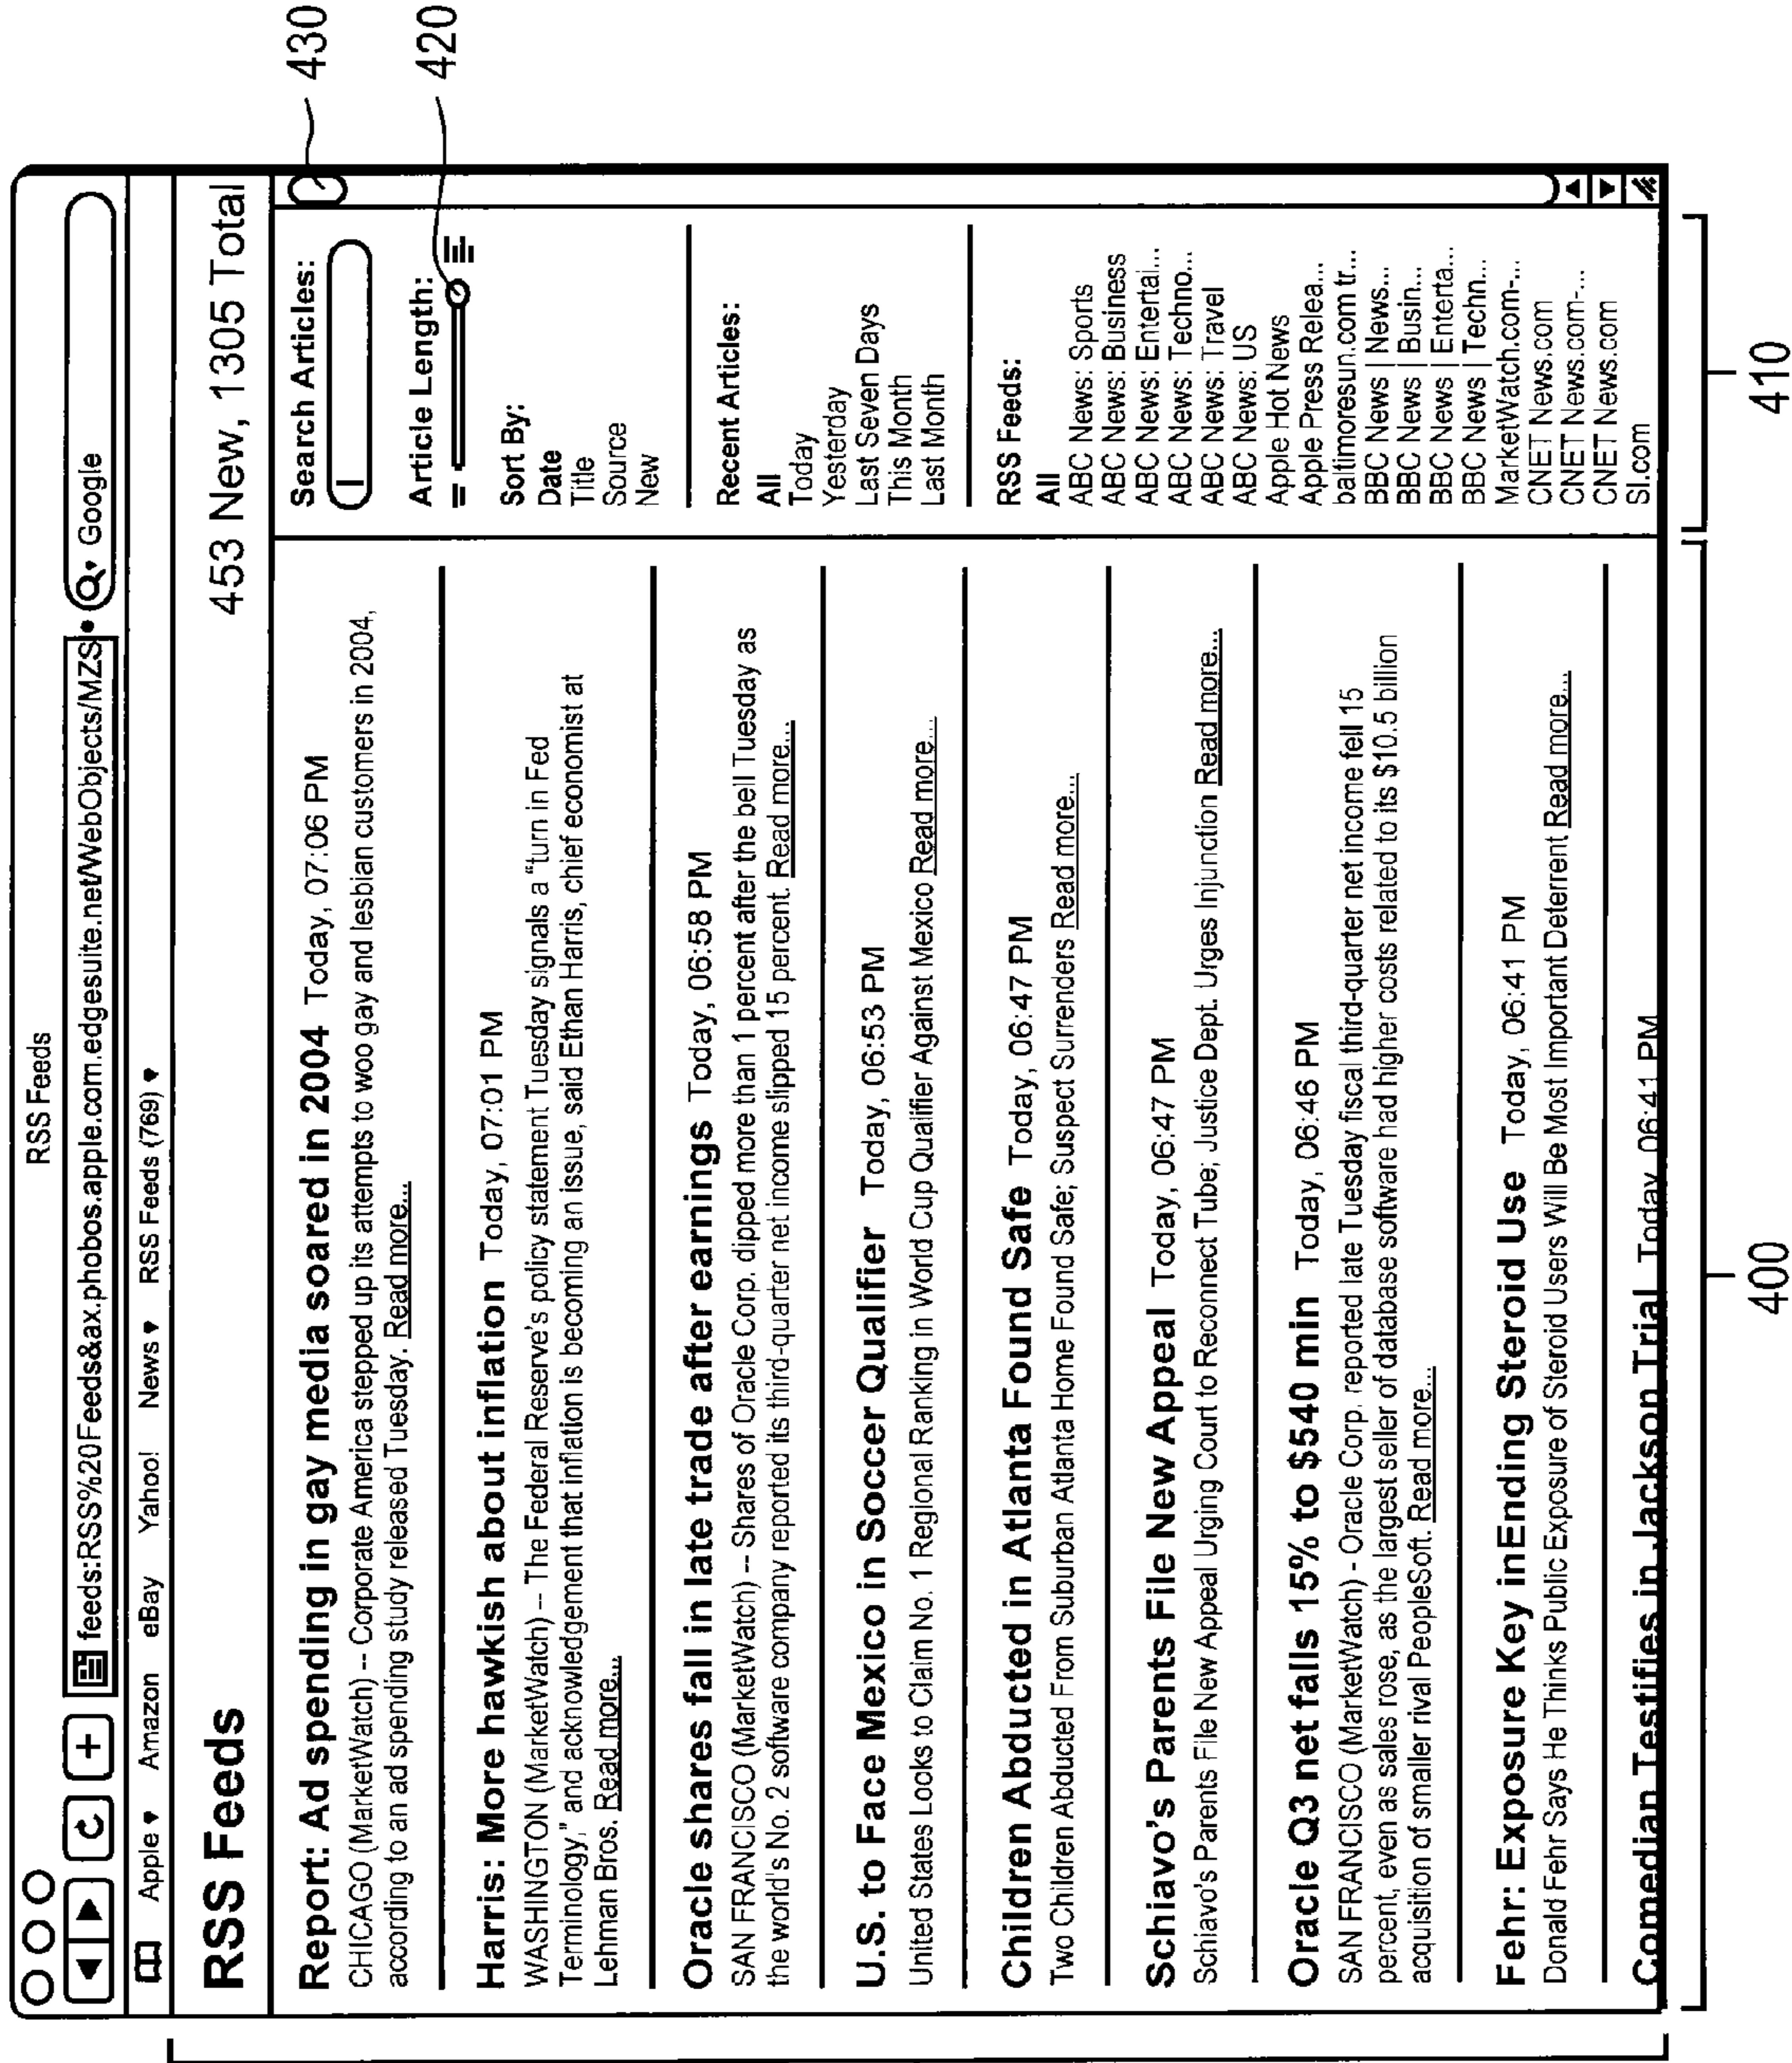 RSS Feeds
feeds:RSS%20Feeds&ax.phobos.apple.com.edgesuite.net/WebObjects/MZS
Google
Apple Amazon eBay Yahoo! News RSS Feeds (769)
RSS Feeds
453 New, 1305 Total
Report: Ad spending in gay media soared in 2004 Today, 07:06 PM
CHICAGO (MarketWatch) -- Corporate America stepped up its attempts to woo gay and lesbian customers in 2004,
according to an ad spending study released Tuesday. Read more...
Harris: More hawkish about inflation Today, 07:01 PM
WASHINGTON (MarketWatch) -- The Federal Reserve's policy statement Tuesday signals a "turn in Fed
Terminology," and acknowledgement that inflation is becoming an issue, said Ethan Harris, chief economist at
Lehman Bros. Read more...
Oracle shares fall in late trade after earnings Today, 06:58 PM
SAN FRANCISCO (MarketWatch) -- Shares of Oracle Corp. dipped more than 1 percent after the bell Tuesday as
the world's No. 2 software company reported its third-quarter net income slipped 15 percent. Read more...
U.S. to Face Mexico in Soccer Qualifier Today, 06:53 PM
United States Looks to Claim No. 1 Regional Ranking in World Cup Qualifier Against Mexico Read more...
Children Abducted in Atlanta Found Safe Today, 06:47 PM
Two Children Abducted From Suburban Atlanta Home Found Safe; Suspect Surrenders Read more...
Schiavo's Parents File New Appeal Today, 06:47 PM
Schiavo's Parents File New Appeal Urging Court to Reconnect Tube; Justice Dept. Urges Injunction Read more...
Oracle Q3 net falls 15% to $540 min Today, 06:46 PM
SAN FRANCISCO (MarketWatch) - Oracle Corp. reported late Tuesday fiscal third-quarter net income fell 15
percent, even as sales rose, as the largest seller of database software had higher costs related to its $10.5 billion
acquisition of smaller rival PeopleSoft. Read more...
Fehr: Exposure Key inEnding Steroid Use Today, 06:41 PM
Donald Fehr Says He Thinks Public Exposure of Steroid Users Will Be Most Important Deterrent Read more...
Comedian Testifies in Jackson Trial Today 06:41 PM
Search Articles:
Article Length:
Sort By:
Date
Title
Source
New
Recent Articles:
All
Today
Yesterday
Last Seven Days
This Month
Last Month
RSS Feeds:
All
ABC News: Sports
ABC News: Business
ABC News: Entertai...
ABC News: Techno...
ABC News: Travel
ABC News: US
Apple Hot News
Apple Press Relea...
baltimoresun.com tr...
BBC News | News...
BBC News | Busin...
BBC News | Enterta...
BBC News | Techn...
MarketWatch.com-...
CNET News.com
CNET News.com-...
CNET News.com
SI.com
430
420
400
410